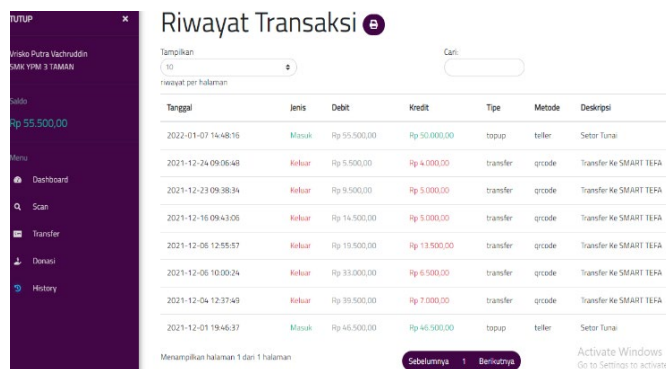 TUTUP ×
Vrisko Putra Vachruddin
SMK YPM 3 TAMAN
Saldo
Rp 55.500,00
Menu
Dashboard
Scan
Transfer
Donasi
History
Riwayat Transaksi
Tampilkan
10
riwayat per halaman
Cari:
Tanggal Jenis Debit Kredit Tipe Metode Deskripsi
2022-01-07 14:48:16 Masuk Rp 55.500,00 Rp 50.000,00 topup teller Setor Tunai
2021-12-24 09:06:48 Keluar Rp 5.500,00 Rp 4.000,00 transfer qrcode Transfer Ke SMART TEFA
2021-12-23 09:38:34 Keluar Rp 9.500,00 Rp 5.000,00 transfer qrcode Transfer Ke SMART TEFA
2021-12-16 09:43:06 Keluar Rp 14.500,00 Rp 5.000,00 transfer qrcode Transfer Ke SMART TEFA
2021-12-06 12:55:57 Keluar Rp 19.500,00 Rp 13.500,00 transfer qrcode Transfer Ke SMART TEFA
2021-12-06 10:00:24 Keluar Rp 33.000,00 Rp 6.500,00 transfer qrcode Transfer Ke SMART TEFA
2021-12-04 12:37:49 Keluar Rp 39.500,00 Rp 7.000,00 transfer qrcode Transfer Ke SMART TEFA
2021-12-01 19:46:37 Masuk Rp 46.500,00 Rp 46.500,00 topup teller Setor Tunai
Menampilkan halaman 1 dari 1 halaman
Sebelumnya 1 Berikutnya
Activate Windows
Go to Settings to activate